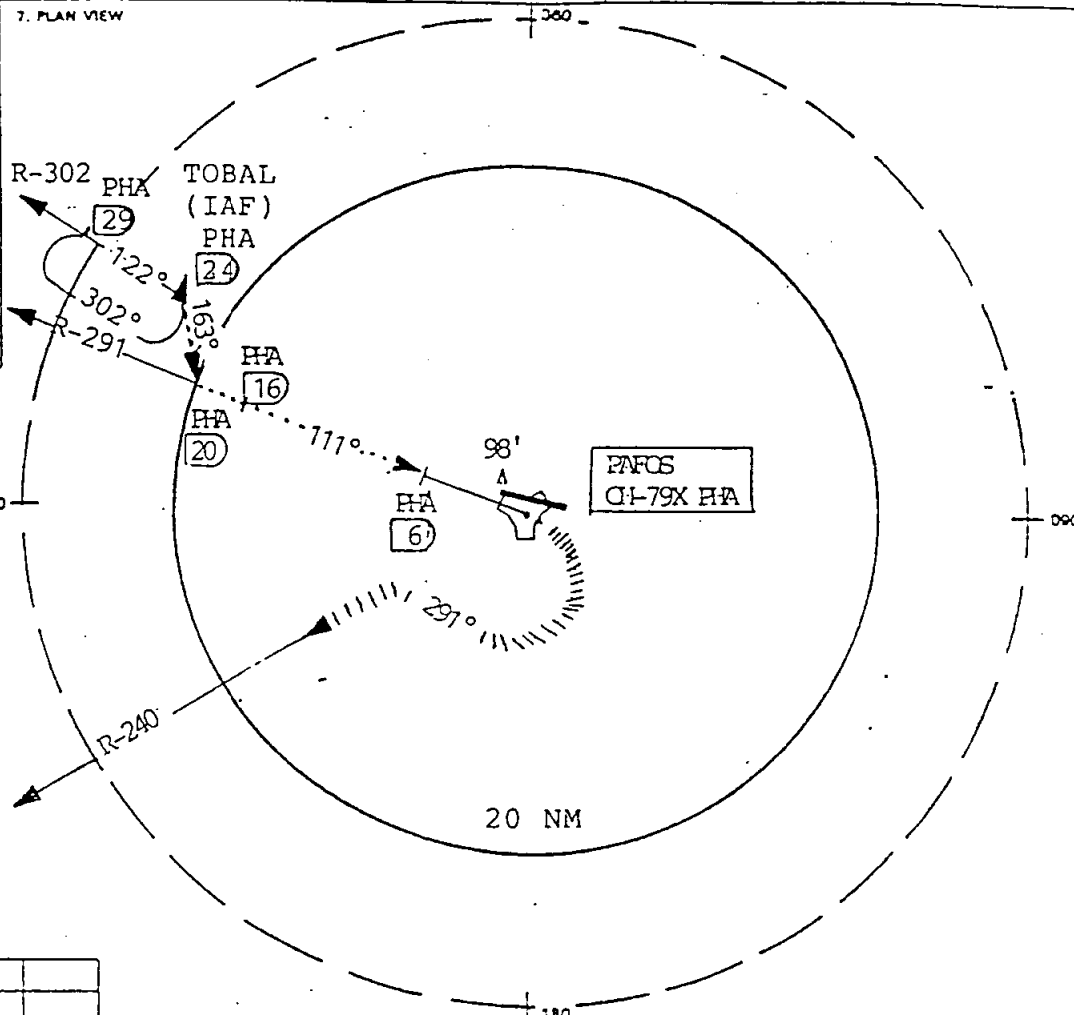 7. PLAN VIEW
360
R-302
PHA
29
TOBAL
(IAF)
PHA
24
122°
302°
163°
R-291
PHA
16
PHA
20
111°
98'
PAFOS
CH-79X PHA
PHA
6
090
291°
R-240
20 NM
180